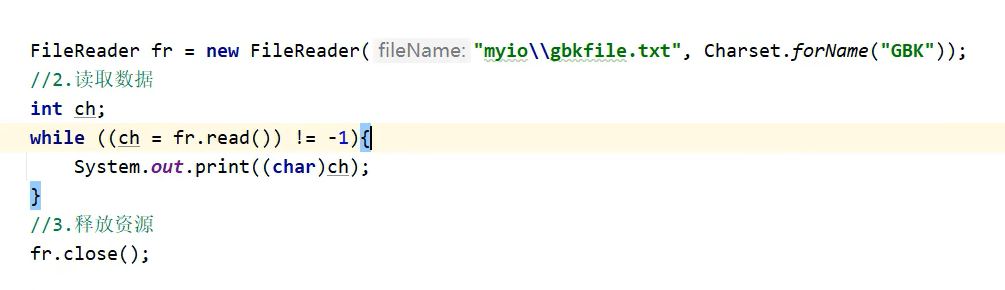 FileReader fr = new FileReader( fileName: "myio\\gbkfile.txt", Charset.forName("GBK"));
//2.读取数据
int ch;
while ((ch = fr.read()) != -1){
    System.out.print((char)ch);
}
//3.释放资源
fr.close();